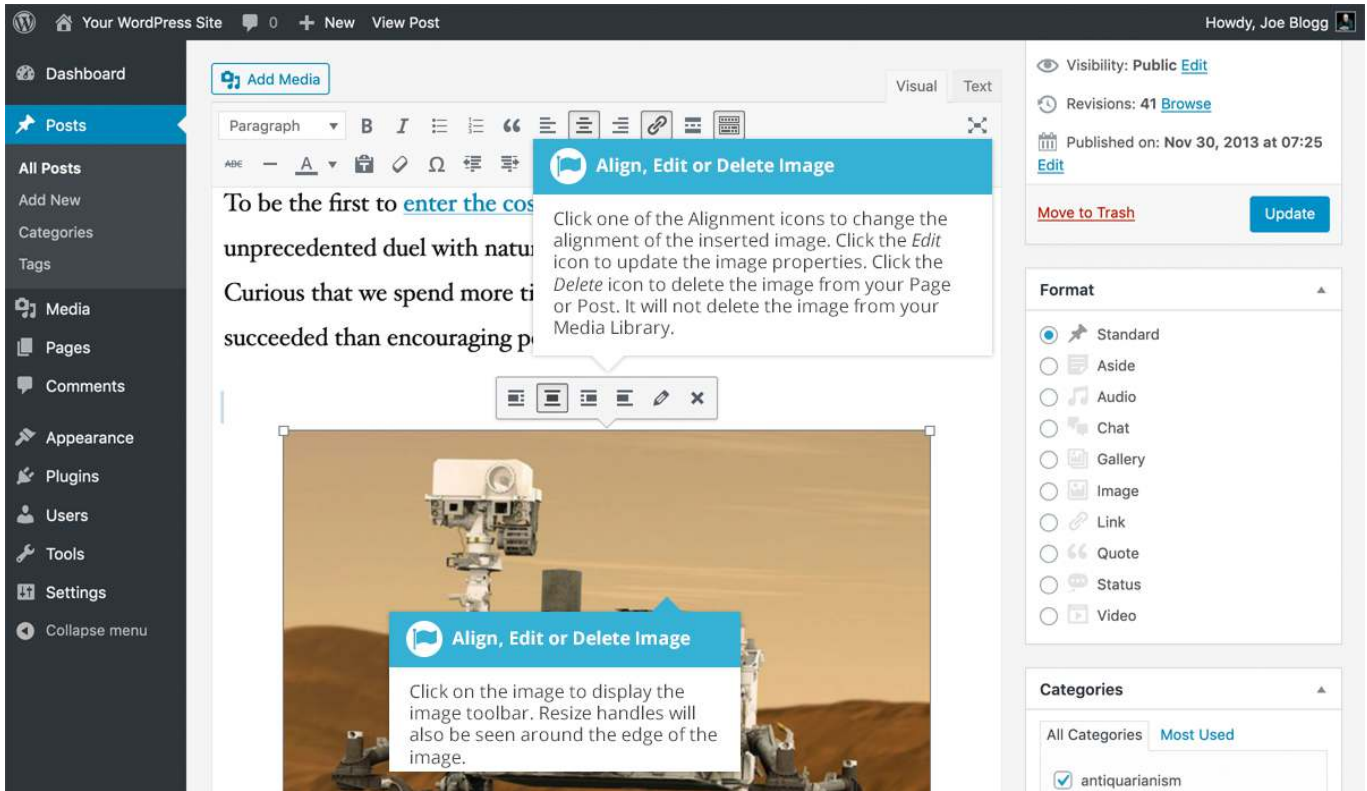 Your WordPress Site 0 New View Post Howdy, Joe Blogg
Dashboard
Posts
All Posts
Add New
Categories
Tags
Media
Pages
Comments
Appearance
Plugins
Users
Tools
Settings
Collapse menu
Add Media
Visual Text
Paragraph B I
ABC A Ω
To be the first to enter the cos
unprecedented duel with natu
Curious that we spend more ti
succeeded than encouraging p
Align, Edit or Delete Image
Click one of the Alignment icons to change the
alignment of the inserted image. Click the Edit
icon to update the image properties. Click the
Delete icon to delete the image from your Page
or Post. It will not delete the image from your
Media Library.
Align, Edit or Delete Image
Click on the image to display the
image toolbar. Resize handles will
also be seen around the edge of the
image.
Visibility: Public Edit
Revisions: 41 Browse
Published on: Nov 30, 2013 at 07:25
Edit
Move to Trash Update
Format
Standard
Aside
Audio
Chat
Gallery
Image
Link
Quote
Status
Video
Categories
All Categories Most Used
antiquarianism